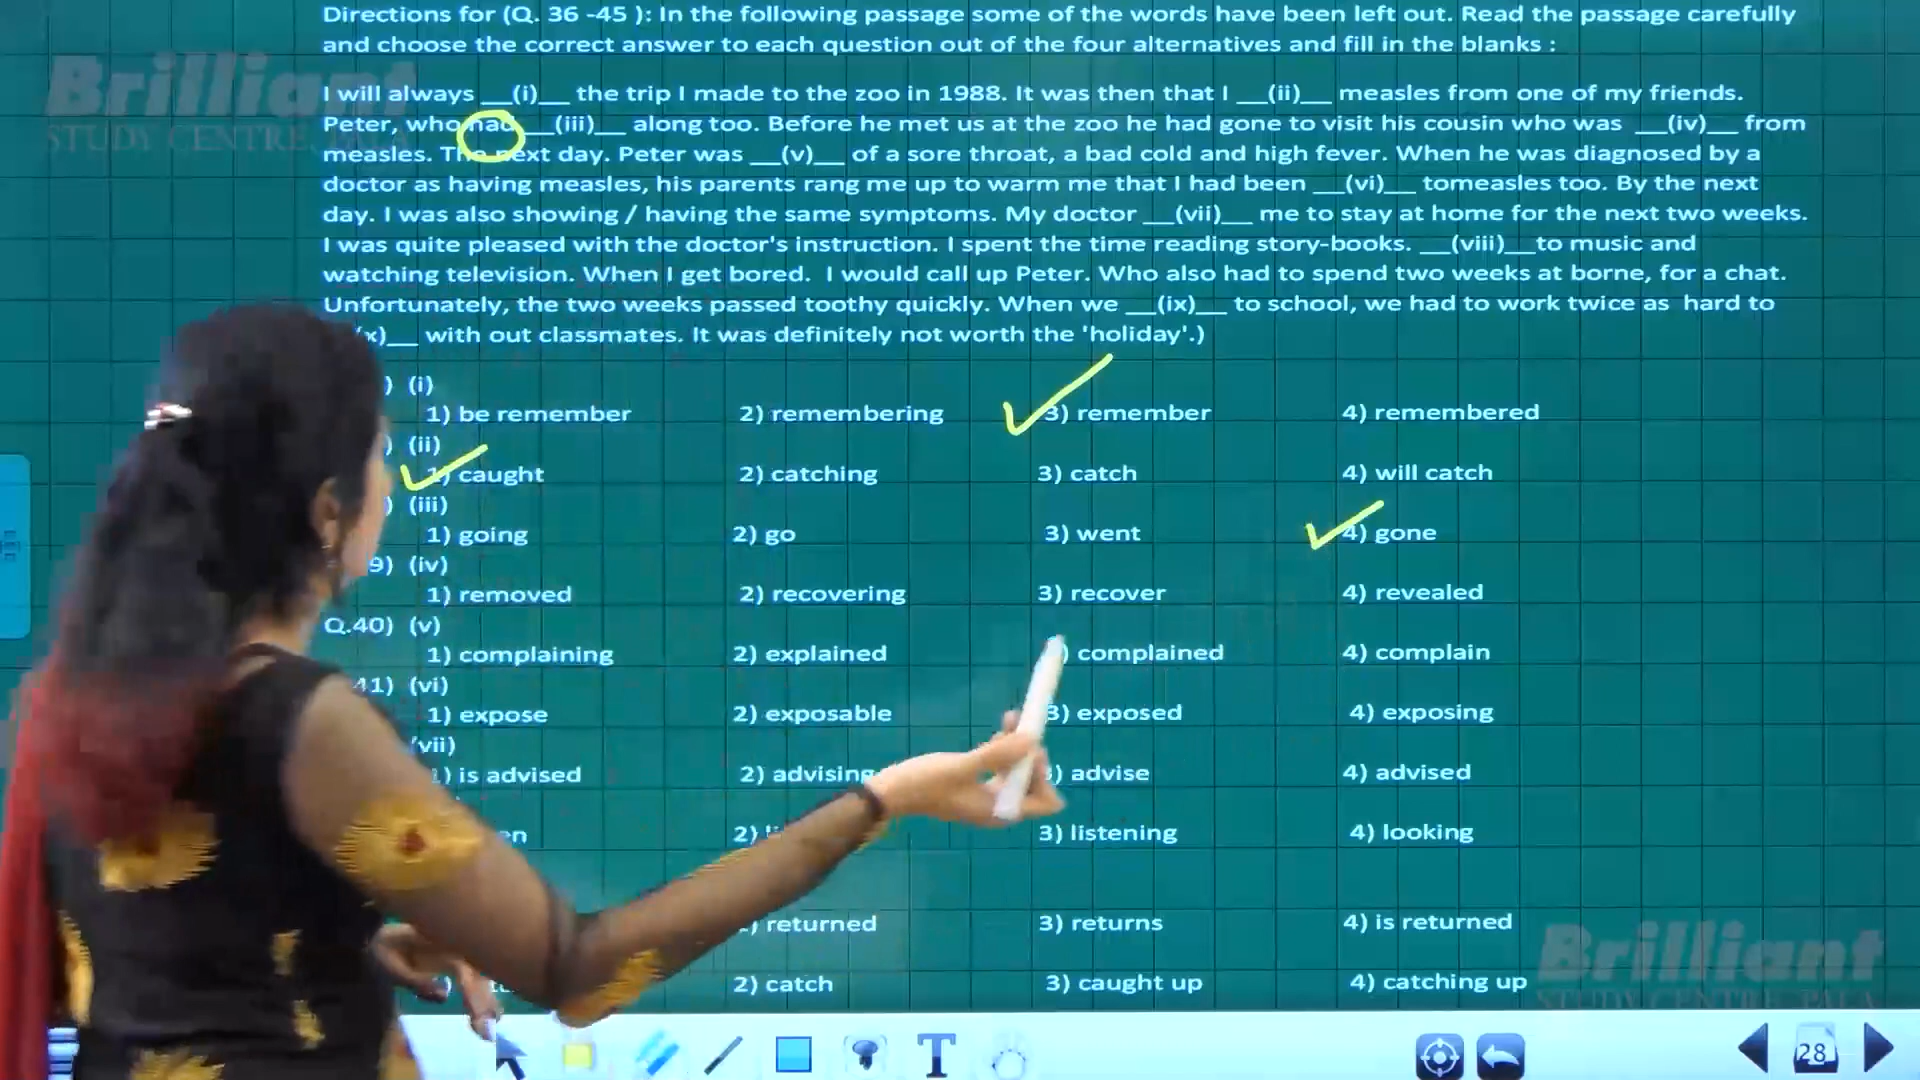 Directions for (Q. 36 -45 ): In the following passage some of the words have been left out. Read the passage carefully
and choose the correct answer to each question out of the four alternatives and fill in the blanks :
Brilliant
STUDY CENTRE, PALA
I will always __(i)__ the trip I made to the zoo in 1988. It was then that I __(ii)__ measles from one of my friends.
Peter, who had __(iii)__ along too. Before he met us at the zoo he had gone to visit his cousin who was __(iv)__ from
measles. The next day. Peter was __(v)__ of a sore throat, a bad cold and high fever. When he was diagnosed by a
doctor as having measles, his parents rang me up to warm me that I had been __(vi)__ tomeasles too. By the next
day. I was also showing / having the same symptoms. My doctor __(vii)__ me to stay at home for the next two weeks.
I was quite pleased with the doctor's instruction. I spent the time reading story-books. __(viii)__to music and
watching television. When I get bored. I would call up Peter. Who also had to spend two weeks at borne, for a chat.
Unfortunately, the two weeks passed toothy quickly. When we __(ix)__ to school, we had to work twice as hard to
x)__ with out classmates. It was definitely not worth the 'holiday'.)
) (i)
1) be remember 2) remembering 3) remember 4) remembered
) (ii)
1) caught 2) catching 3) catch 4) will catch
) (iii)
1) going 2) go 3) went 4) gone
9) (iv)
1) removed 2) recovering 3) recover 4) revealed
Q.40) (v)
1) complaining 2) explained ) complained 4) complain
41) (vi)
1) expose 2) exposable 3) exposed 4) exposing
(vii)
1) is advised 2) advising 3) advise 4) advised
2) 3) listening 4) looking
returned 3) returns 4) is returned
2) catch 3) caught up 4) catching up
Brilliant
STUDY CENTRE, PALA
T
28